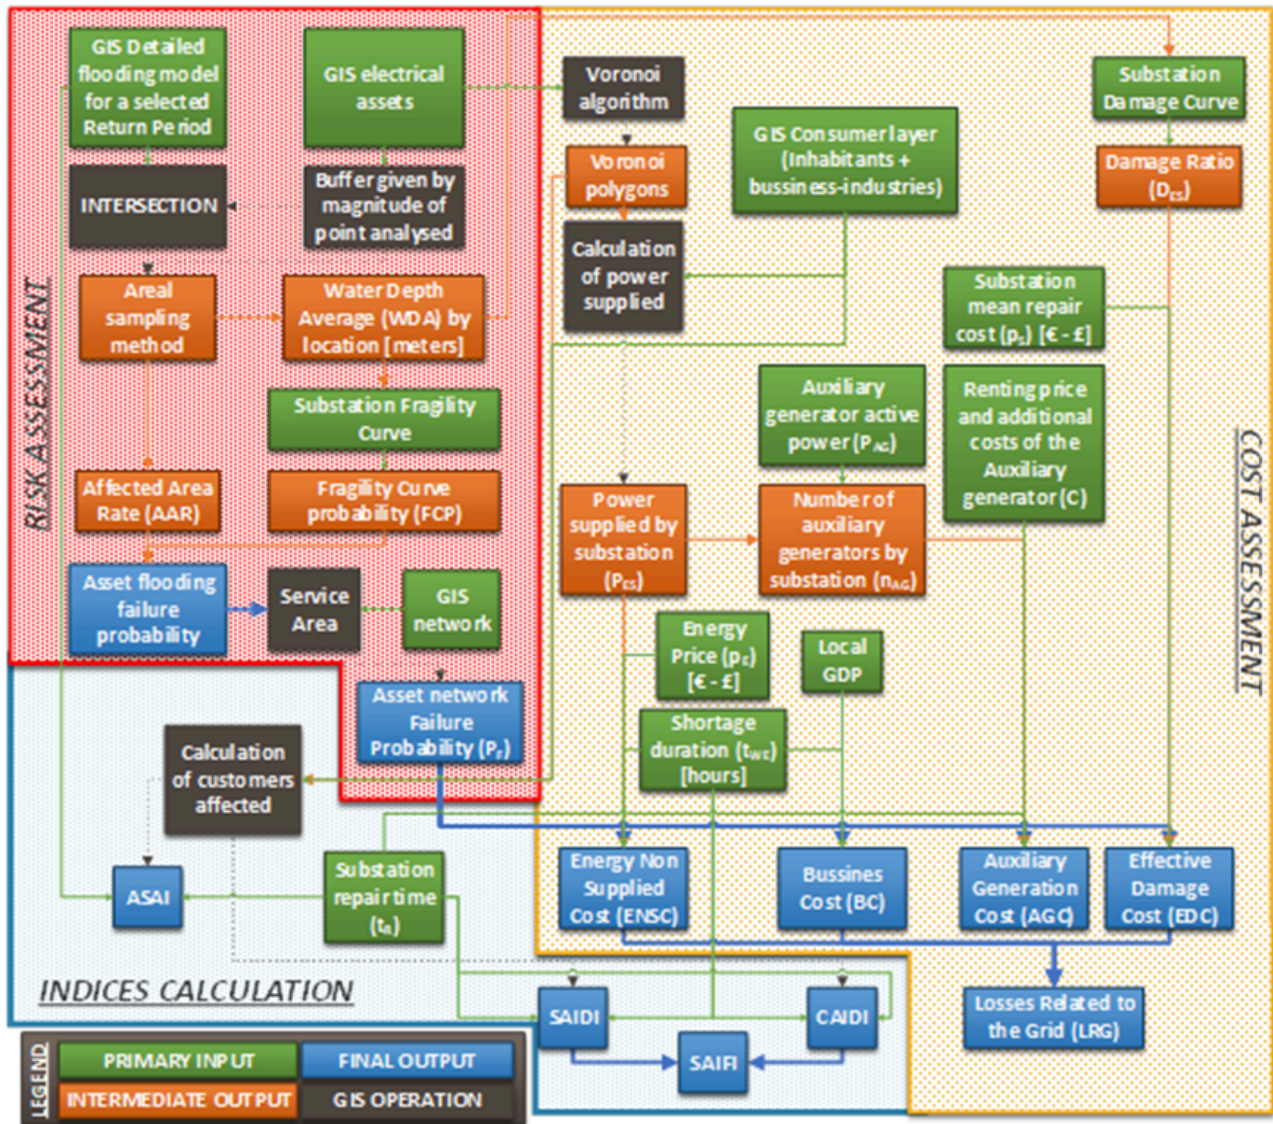 GIS Detailed
flooding model
for a selected
Return Period
GIS electrical
assets
INTERSECTION
Buffer given by
magnitude of
point analysed
Areal
sampling
method
Water Depth
Average (WDA) by
location [meters]
Substation Fragility
Curve
Affected Area
Rate (AAR)
Fragility Curve
probability (FCP)
Asset flooding
failure
probability
Service
Area
GIS
network
Asset network
Failure
Probability (PF)
RISK ASSESSMENT
Voronoi
algorithm
Voronoi
polygons
Calculation
of power
supplied
GIS Consumer layer
(Inhabitants +
bussiness-industries)
Substation
Damage Curve
Damage Ratio
(DES)
Substation
mean repair
cost (pS) [€ - £]
Auxiliary
generator active
power (PAG)
Renting price
and additional
costs of the
Auxiliary
generator (C)
Power
supplied by
substation
(PES)
Number of
auxiliary
generators by
substation (nAG)
Energy
Price (pE)
[€ - £]
Local
GDP
Shortage
duration (tWE)
[hours]
COST ASSESSMENT
Energy Non
Supplied
Cost (ENSC)
Bussines
Cost (BC)
Auxiliary
Generation
Cost (AGC)
Effective
Damage
Cost (EDC)
Losses Related to
the Grid (LRG)
Calculation
of customers
affected
ASAI
Substation
repair time
(tR)
INDICES CALCULATION
SAIDI
CAIDI
SAIFI
LEGEND
PRIMARY INPUT
FINAL OUTPUT
INTERMEDIATE OUTPUT
GIS OPERATION